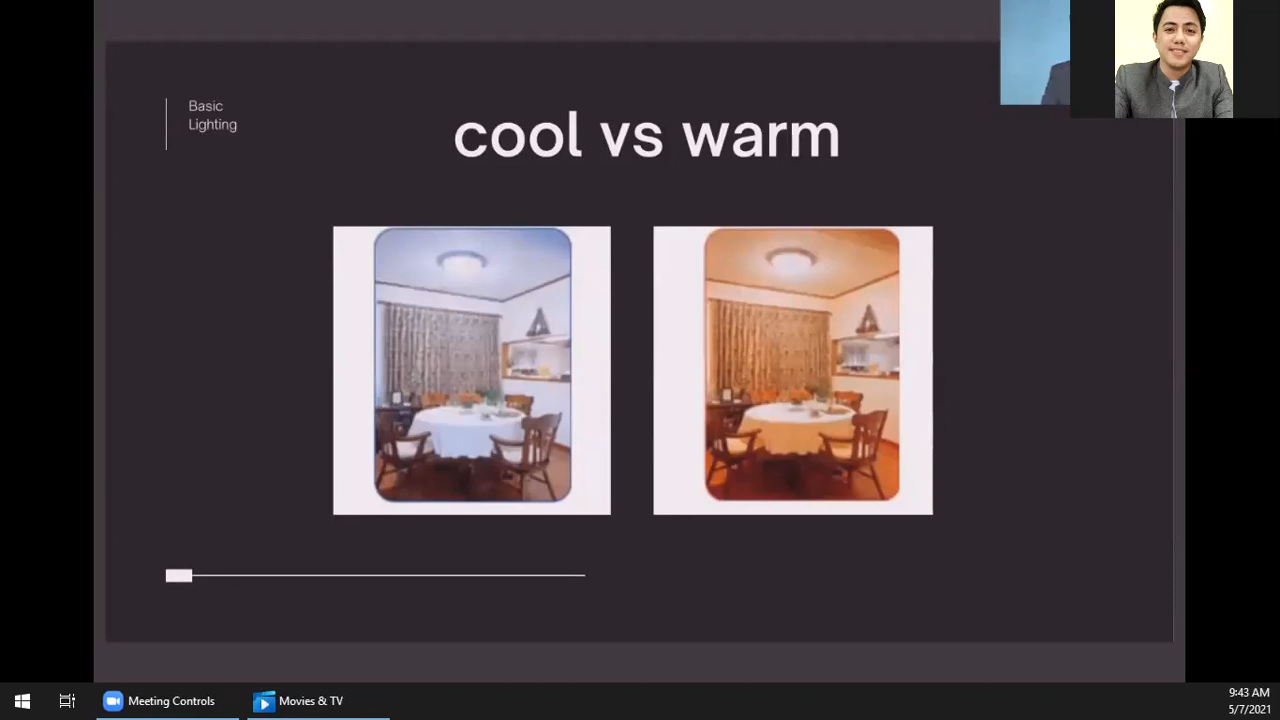 Basic
Lighting
cool vs warm
Meeting Controls
Movies & TV
9:43 AM
5/7/2021